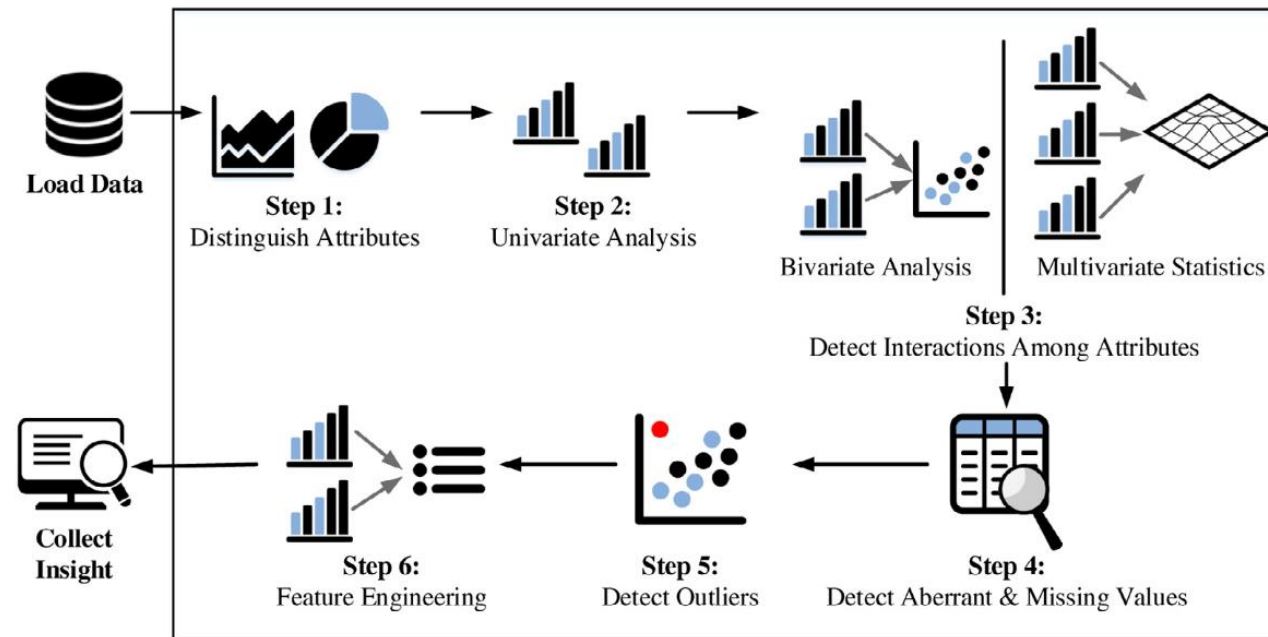 Load Data
Step 1:
Distinguish Attributes
Step 2:
Univariate Analysis
Bivariate Analysis
Multivariate Statistics
Step 3:
Detect Interactions Among Attributes
Step 4:
Detect Aberrant & Missing Values
Step 5:
Detect Outliers
Step 6:
Feature Engineering
Collect
Insight